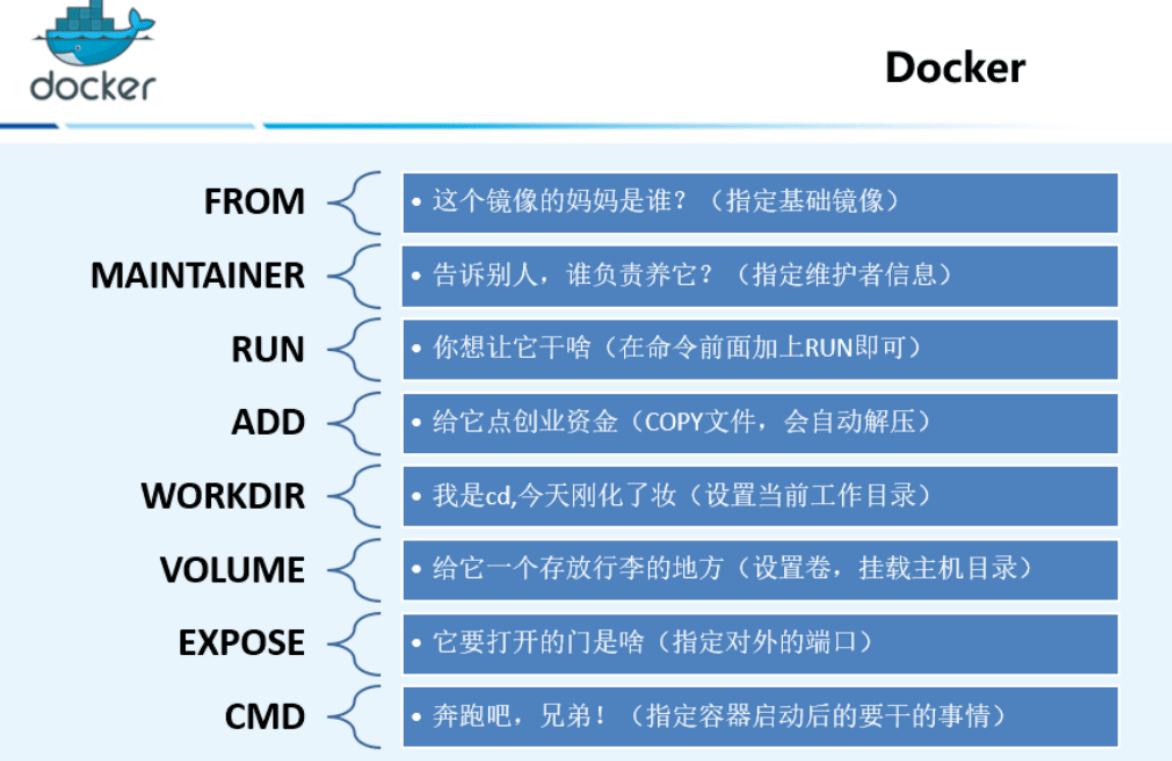 docker
Docker
FROM
• 这个镜像的妈妈是谁？（指定基础镜像）
MAINTAINER
• 告诉别人，谁负责养它？（指定维护者信息）
RUN
• 你想让它干啥（在命令前面加上RUN即可）
ADD
• 给它点创业资金（COPY文件，会自动解压）
WORKDIR
• 我是cd,今天刚化了妆（设置当前工作目录）
VOLUME
• 给它一个存放行李的地方（设置卷，挂载主机目录）
EXPOSE
• 它要打开的门是啥（指定对外的端口）
CMD
• 奔跑吧，兄弟！（指定容器启动后的要干的事情）